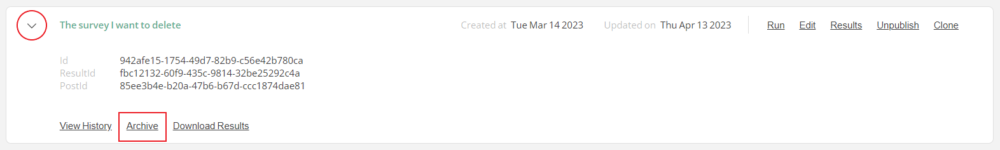 The survey I want to delete Created at Tue Mar 14 2023 Updated on Thu Apr 13 2023 Run Edit Results Unpublish Clone
Id 942afe15-1754-49d7-82b9-c56e42b780ca
ResultId fbc12132-60f9-435c-9814-32be25292c4a
PostId 85ee3b4e-b20a-47b6-b67d-ccc1874dae81
View History Archive Download Results